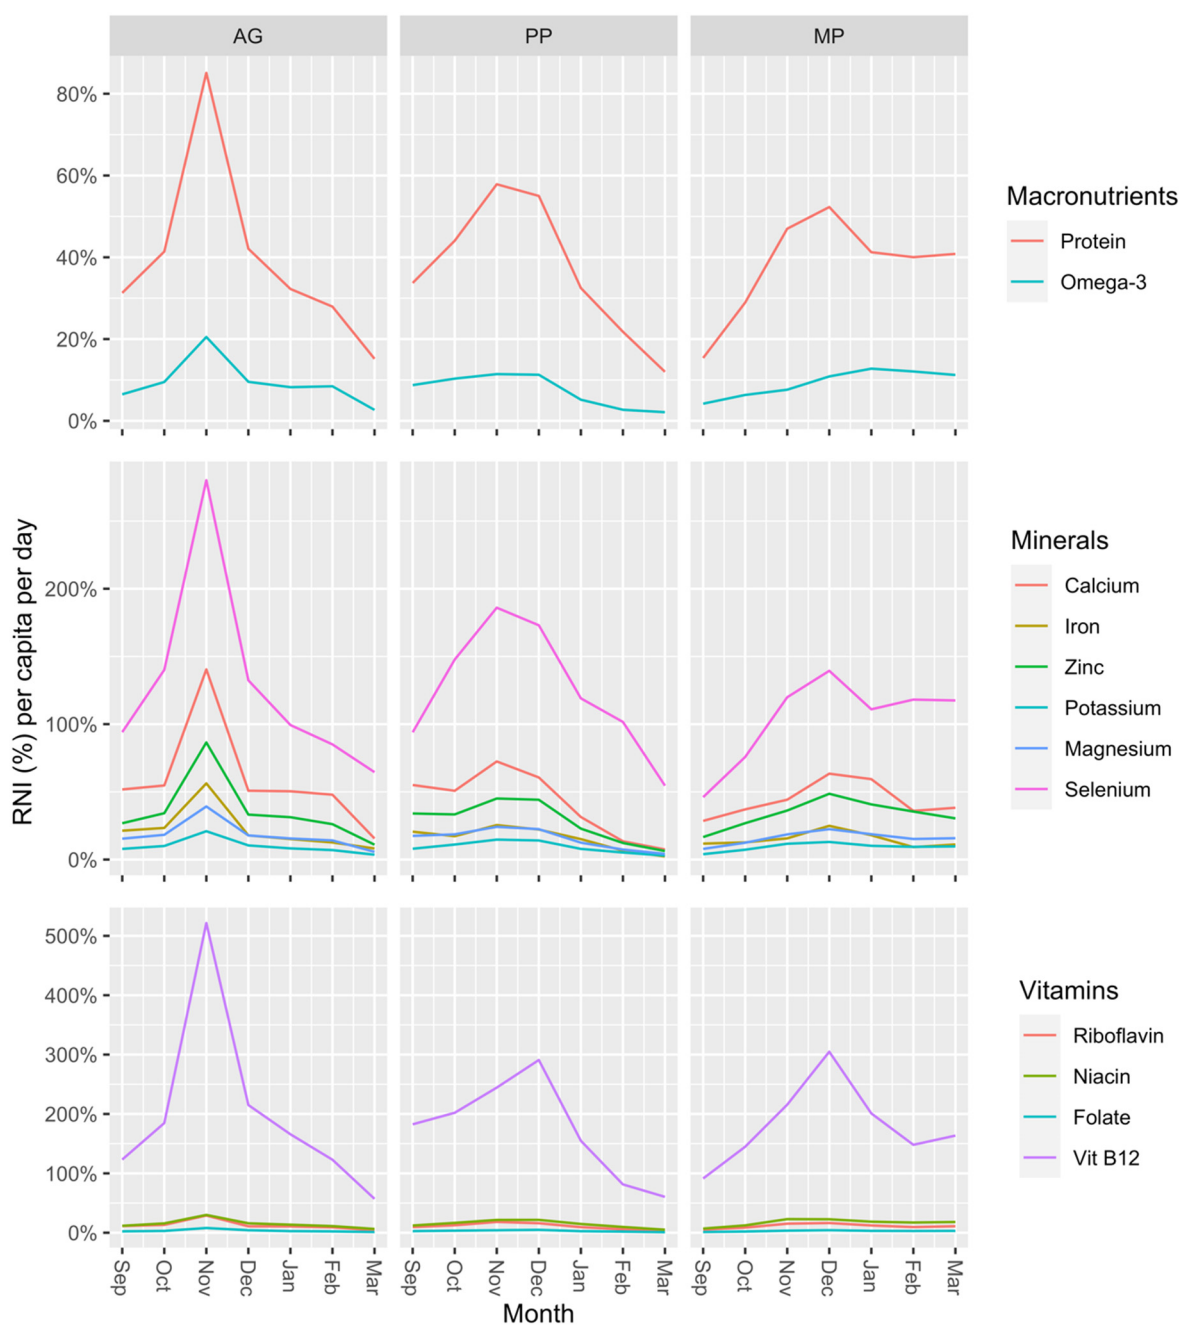 AG PP MP
80%
60%
40%
20%
0%
Macronutrients
Protein
Omega-3
RNI (%) per capita per day
200%
100%
0%
Minerals
Calcium
Iron
Zinc
Potassium
Magnesium
Selenium
500%
400%
300%
200%
100%
0%
Vitamins
Riboflavin
Niacin
Folate
Vit B12
Sep Oct Nov Dec Jan Feb Mar Sep Oct Nov Dec Jan Feb Mar Sep Oct Nov Dec Jan Feb Mar
Month